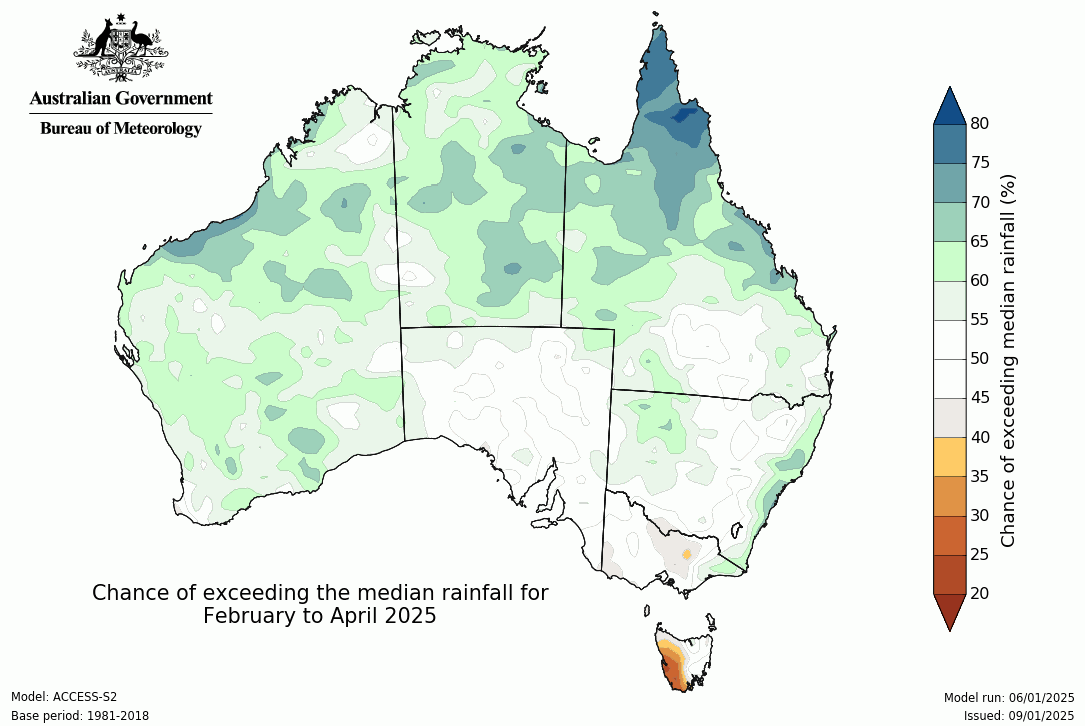 Australian Government
Bureau of Meteorology
80
75
70
65
60
55
50
45
40
35
30
25
20
Chance of exceeding median rainfall (%)
Chance of exceeding the median rainfall for
February to April 2025
Model: ACCESS-S2
Base period: 1981-2018
Model run: 06/01/2025
Issued: 09/01/2025